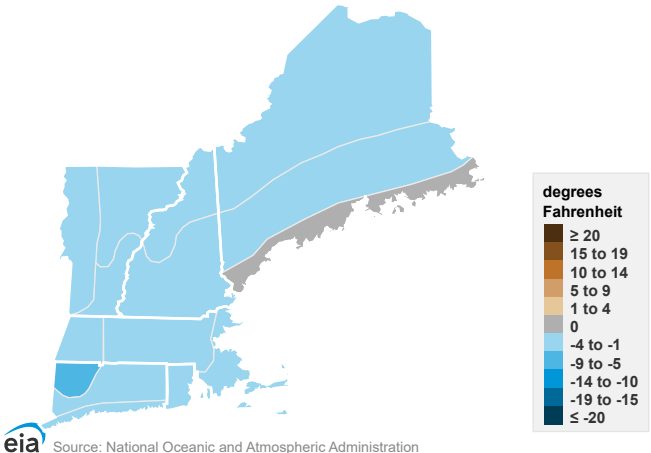 degrees
Fahrenheit
≥ 20
15 to 19
10 to 14
5 to 9
1 to 4
0
-4 to -1
-9 to -5
-14 to -10
-19 to -15
≤ -20
eia
Source: National Oceanic and Atmospheric Administration